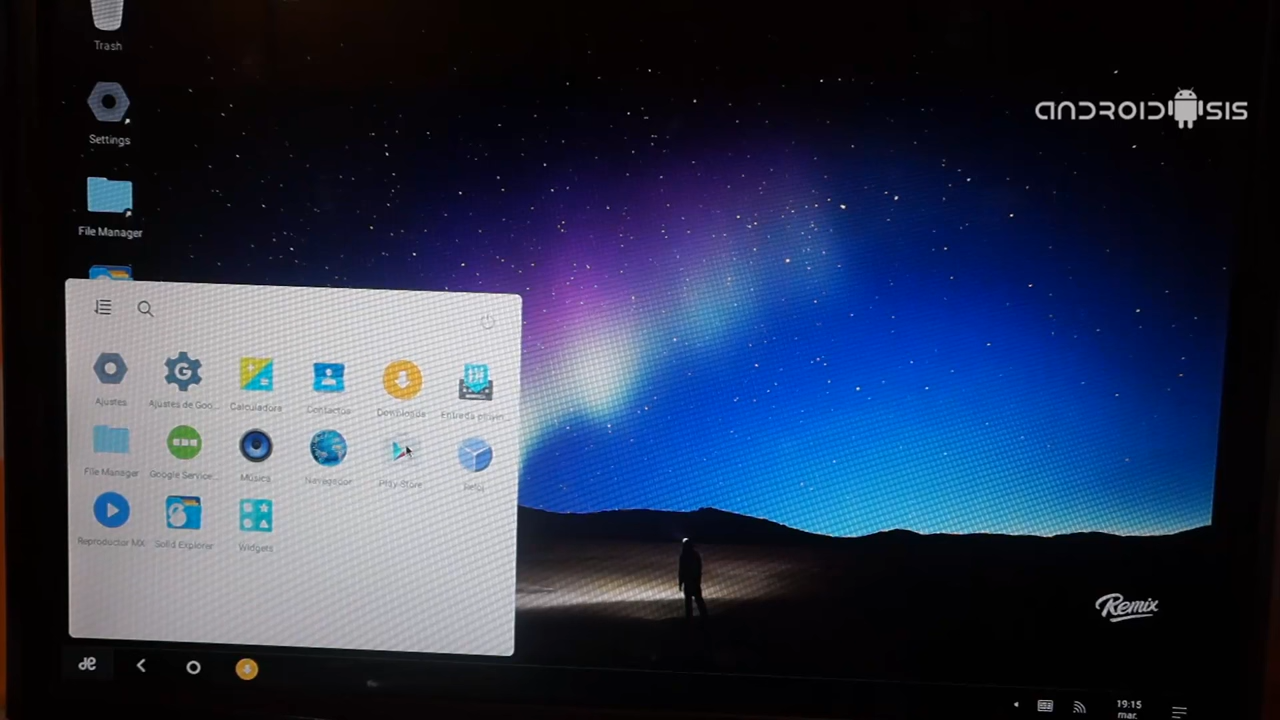 Trash
ANDROIDSIS
Settings
File Manager
Ajustes
Ajustes de Goo...
Calculadora
Contactos
Downloads
File Manager
Google Service...
Música
Navegador
Play Store
Reloj
Reproductor MX
Solid Explorer
Widgets
Remix
19:15
mar.